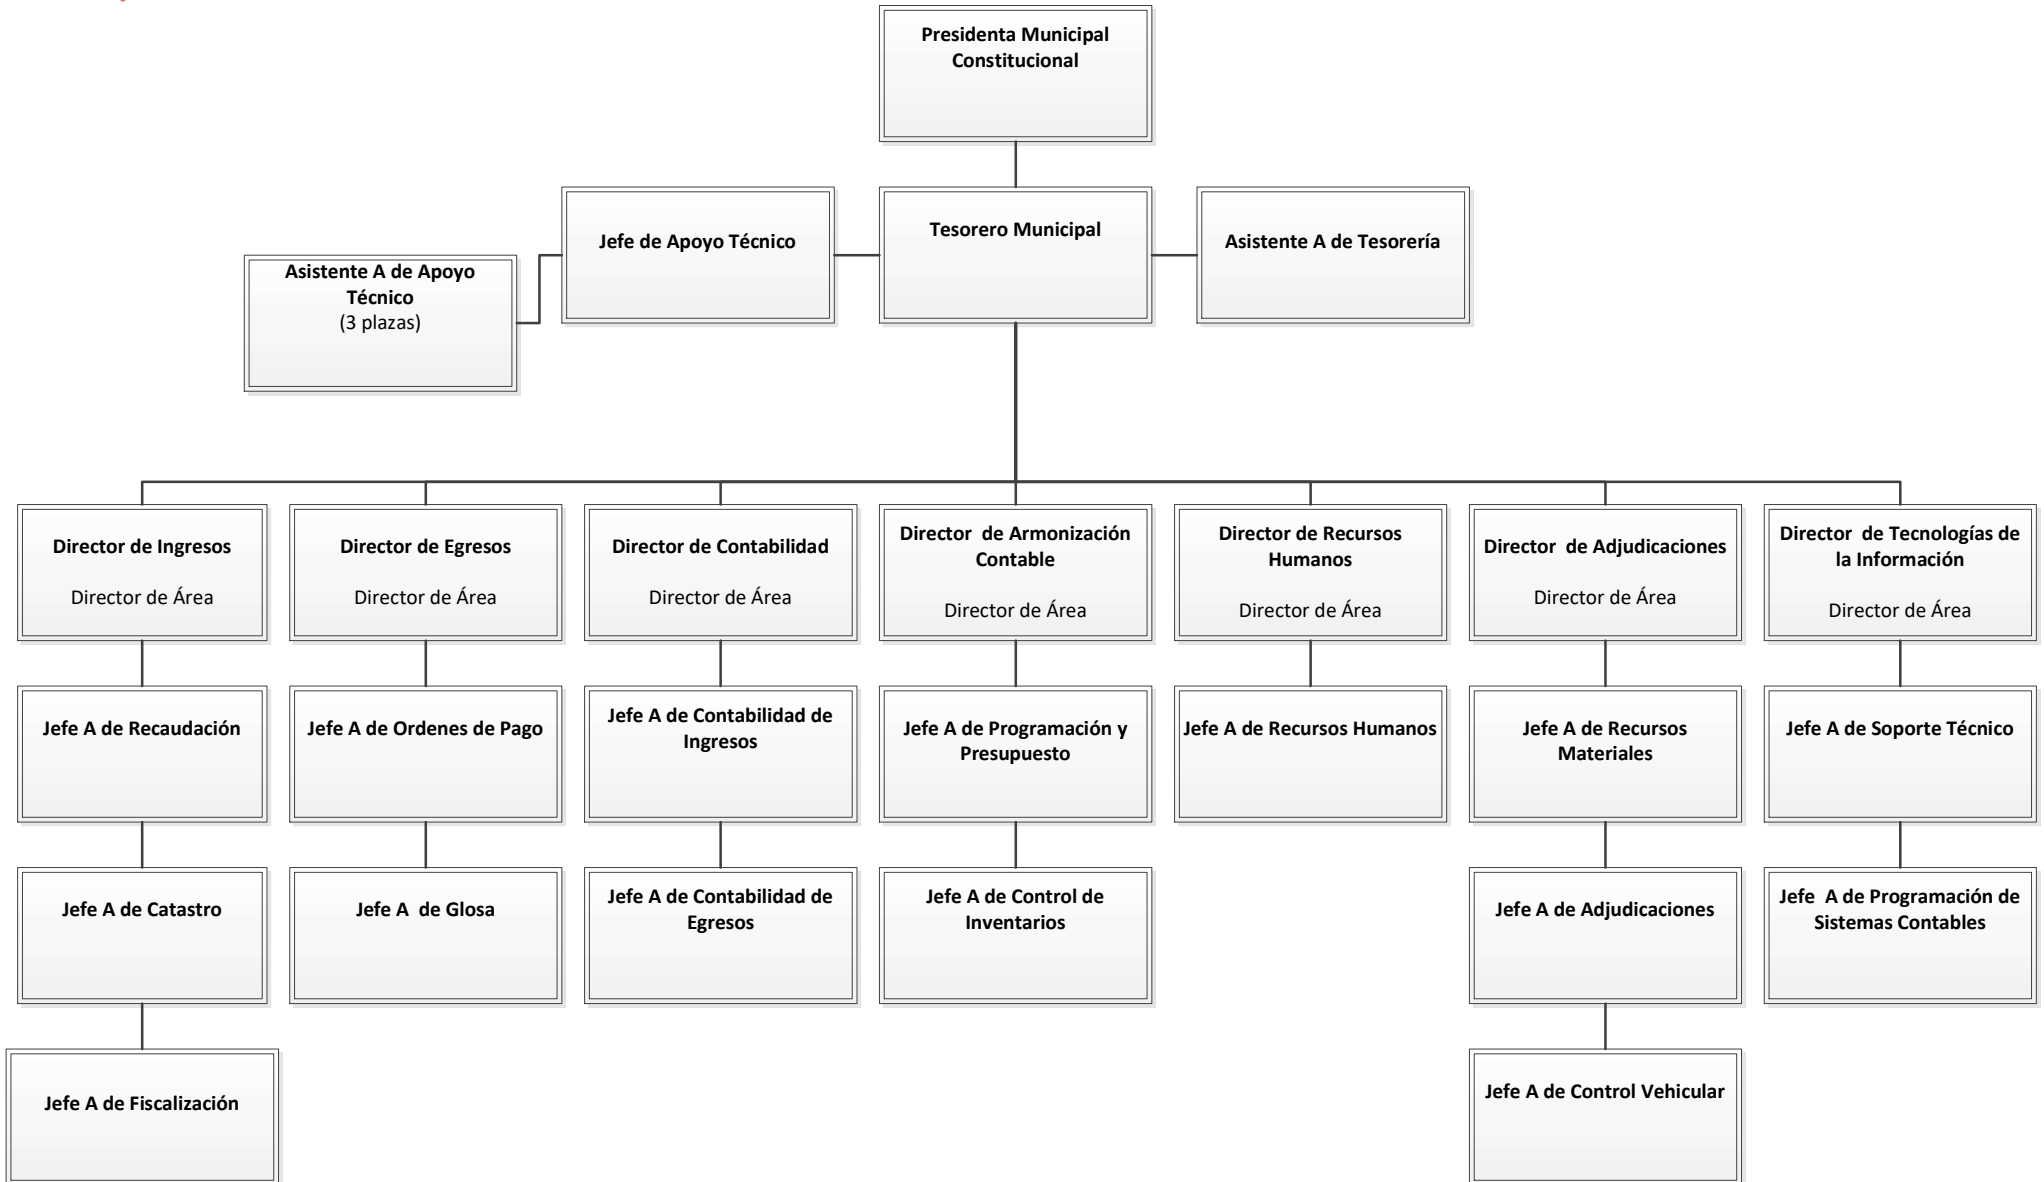 Presidenta Municipal
Constitucional
Jefe de Apoyo Técnico
Tesorero Municipal
Asistente A de Tesorería
Asistente A de Apoyo
Técnico
(3 plazas)
Director de Ingresos
Director de Área
Director de Egresos
Director de Área
Director de Contabilidad
Director de Área
Director  de Armonización
Contable
Director de Área
Director de Recursos
Humanos
Director de Área
Director  de Adjudicaciones
Director de Área
Director  de Tecnologías de
la Información
Director de Área
Jefe A de Recaudación
Jefe A de Ordenes de Pago
Jefe A de Contabilidad de
Ingresos
Jefe A de Programación y
Presupuesto
Jefe A de Recursos Humanos
Jefe A de Recursos
Materiales
Jefe A de Soporte Técnico
Jefe A de Catastro
Jefe A  de Glosa
Jefe A de Contabilidad de
Egresos
Jefe A de Control de
Inventarios
Jefe A de Adjudicaciones
Jefe  A de Programación de
Sistemas Contables
Jefe A de Fiscalización
Jefe A de Control Vehicular